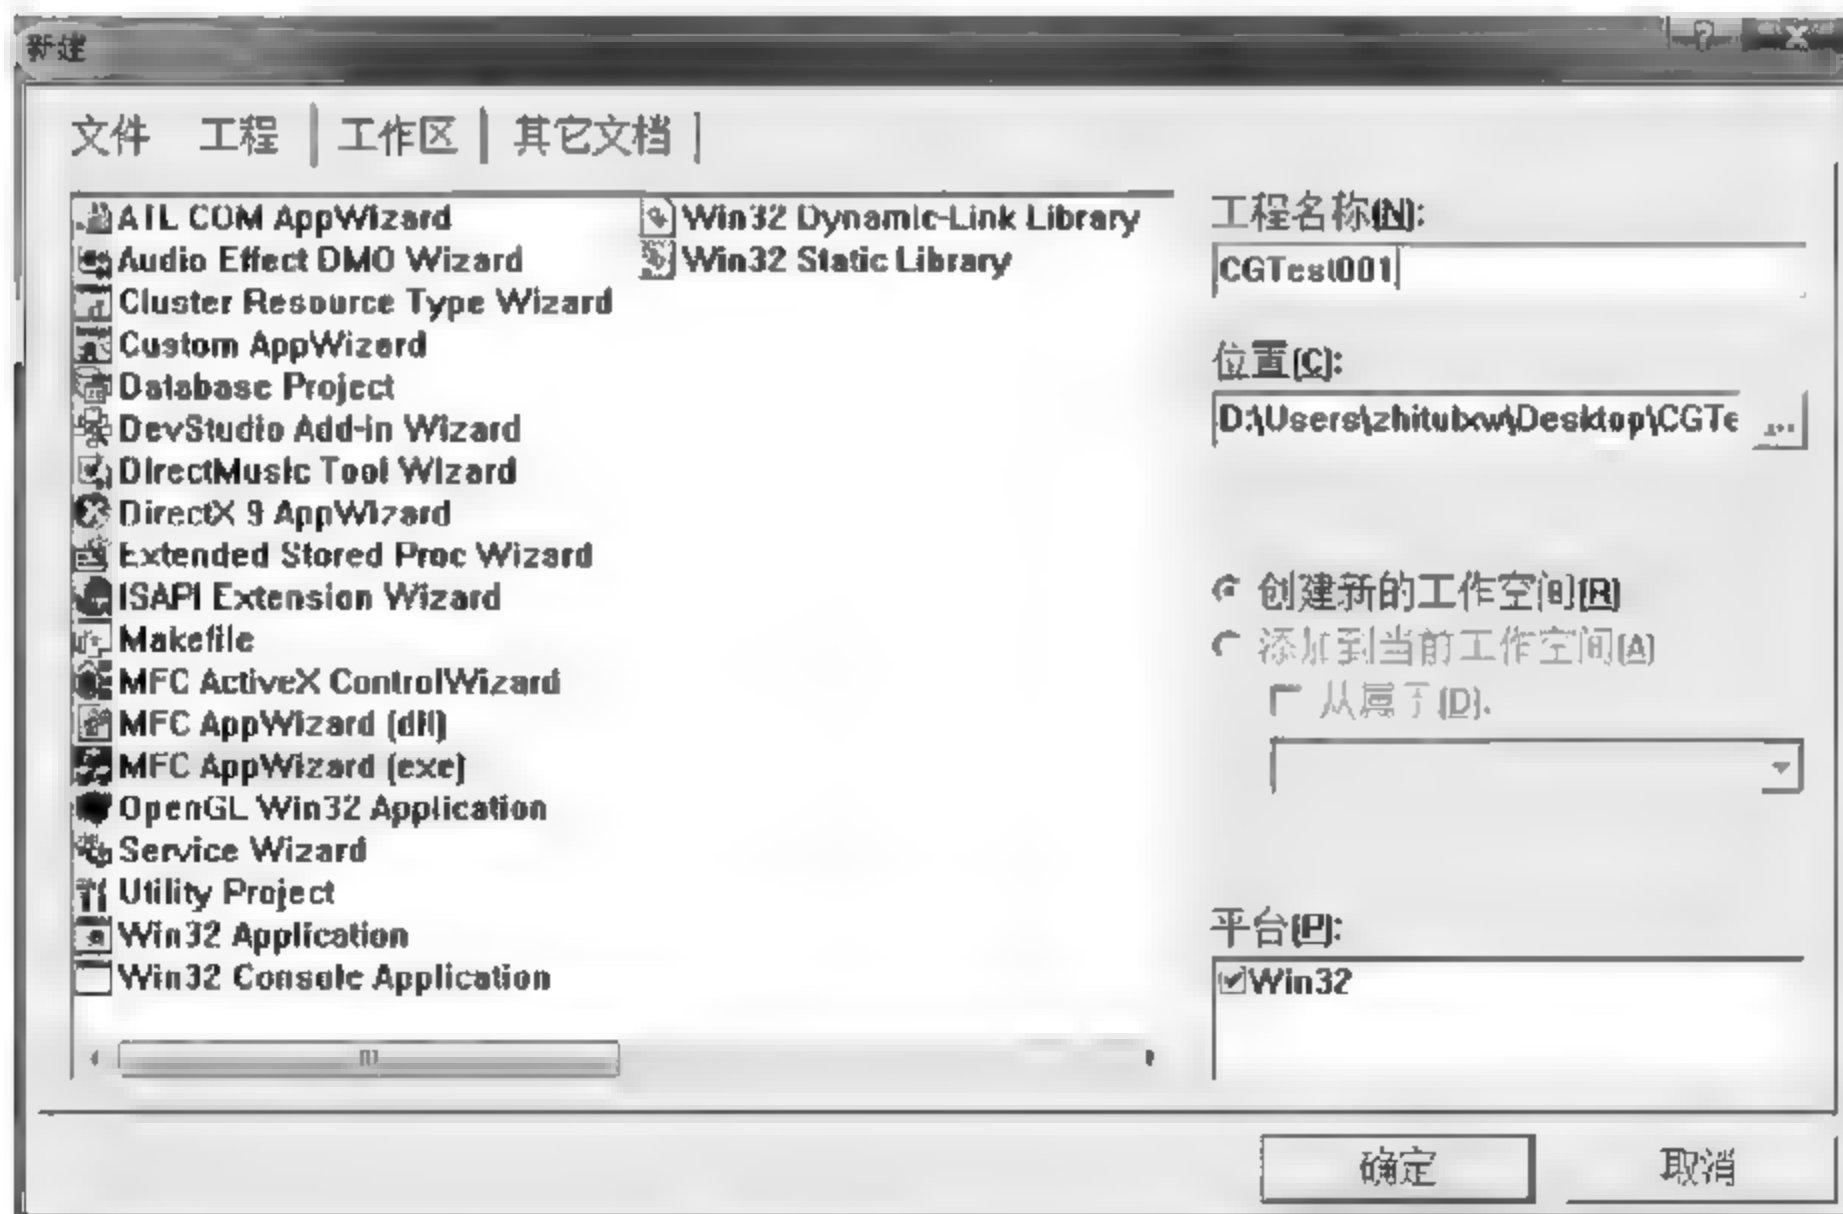 新建
文件 工程 工作区 其它文档
ATL COM AppWizard
Audio Effect DMO Wizard
Cluster Resource Type Wizard
Custom AppWizard
Database Project
DevStudio Add-in Wizard
DirectMusic Tool Wizard
DirectX 9 AppWizard
Extended Stored Proc Wizard
ISAPI Extension Wizard
Makefile
MFC ActiveX ControlWizard
MFC AppWizard (dll)
MFC AppWizard (exe)
OpenGL Win32 Application
Service Wizard
Utility Project
Win32 Application
Win32 Console Application
Win32 Dynamic-Link Library
Win32 Static Library
工程名称(N):
CGTest001
位置(C):
D:\Users\zhitulxw\Desktop\CGTe ...
创建新的工作空间(R)
添加到当前工作空间(A)
从属于(D):
平台(P):
Win32
确定 取消